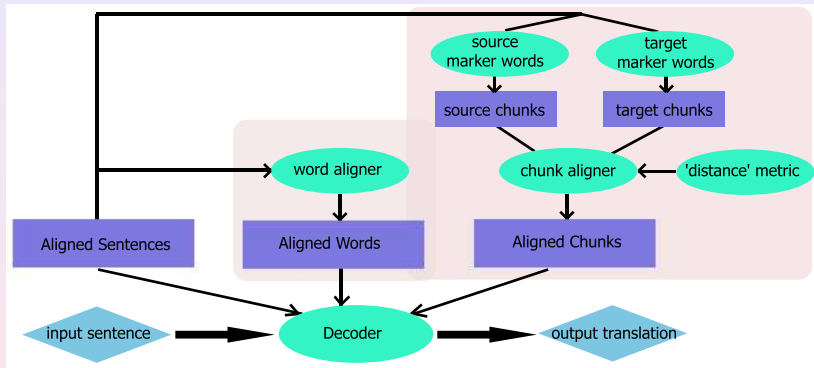 source
marker words
target
marker words
source chunks
target chunks
word aligner
chunk aligner
'distance' metric
Aligned Sentences
Aligned Words
Aligned Chunks
input sentence
Decoder
output translation